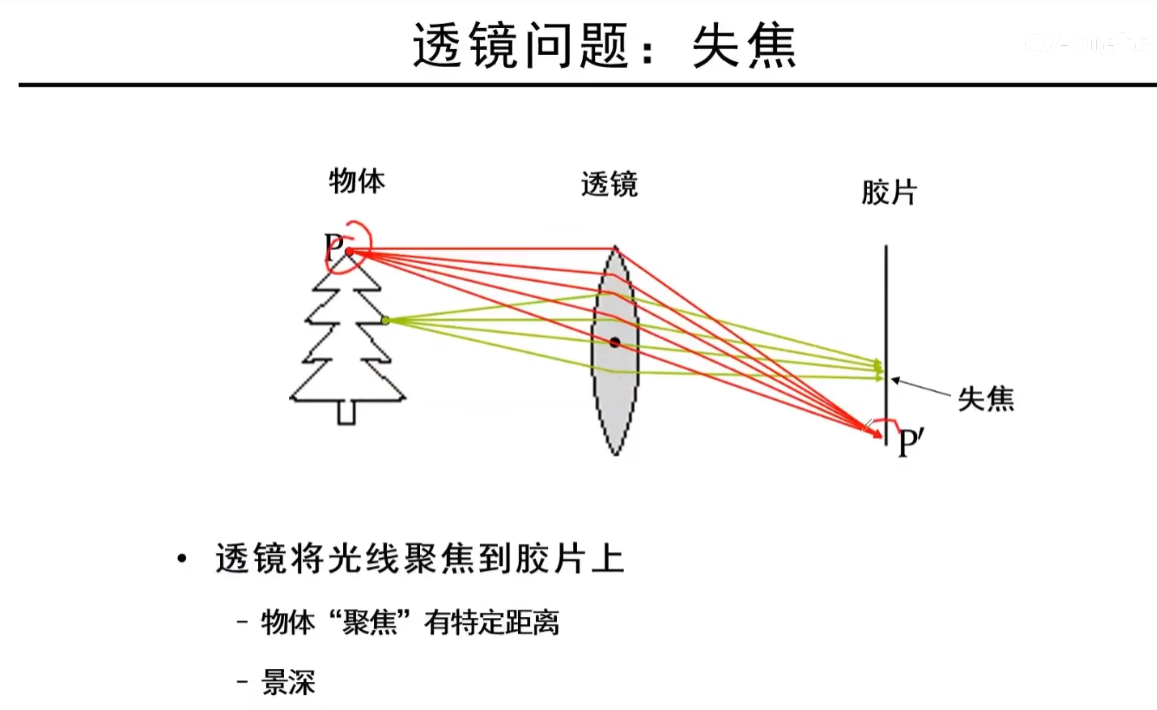 透镜问题：失焦
物体
透镜
胶片
P
失焦
P′
• 透镜将光线聚焦到胶片上
– 物体“聚焦”有特定距离
– 景深